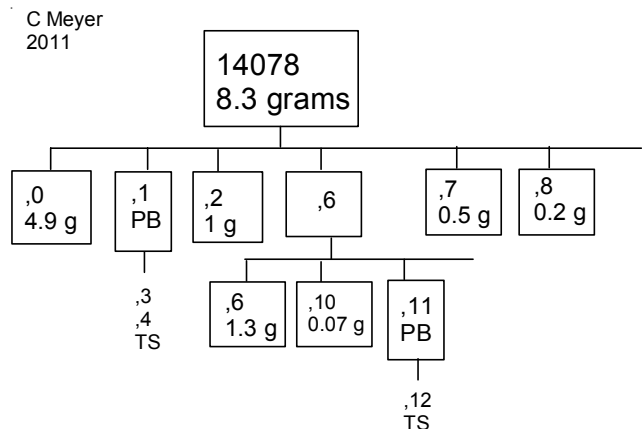 C Meyer
2011
14078
8.3 grams
,0
4.9 g
,1
PB
,2
1 g
,6
,7
0.5 g
,8
0.2 g
,3
,4
TS
,6
1.3 g
,10
0.07 g
,11
PB
,12
TS